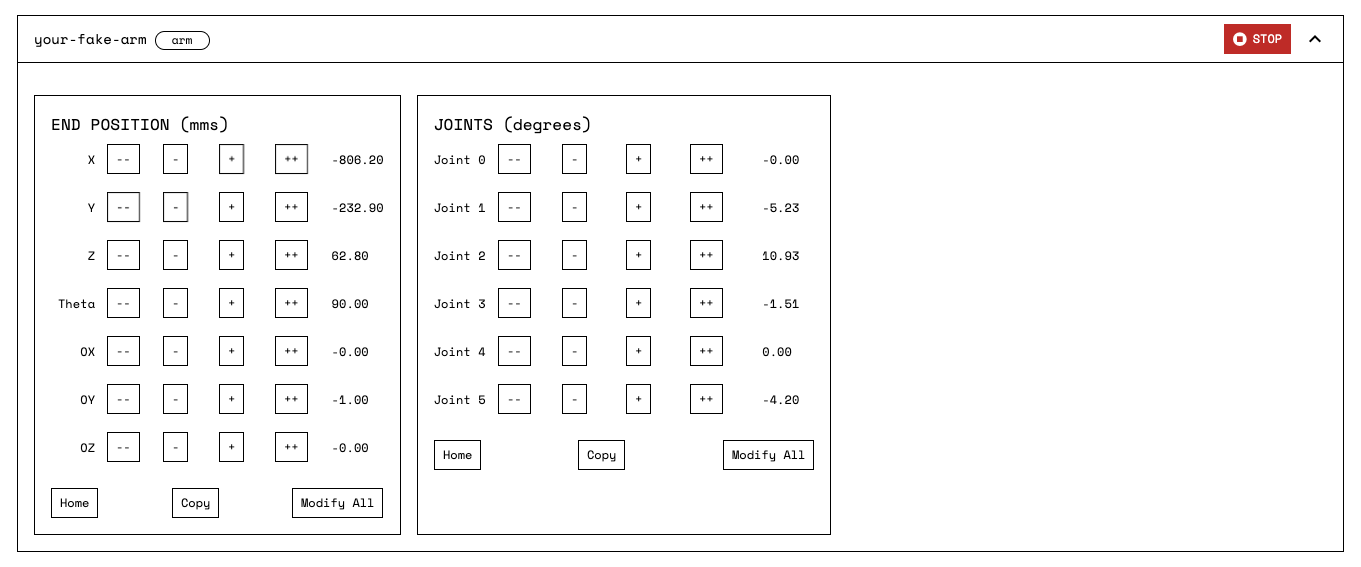 your-fake-arm arm STOP
END POSITION (mms)
X -- - + ++ -806.20
Y -- - + ++ -232.90
Z -- - + ++ 62.80
Theta -- - + ++ 90.00
OX -- - + ++ -0.00
OY -- - + ++ -1.00
OZ -- - + ++ -0.00
Home Copy Modify All
JOINTS (degrees)
Joint 0 -- - + ++ -0.00
Joint 1 -- - + ++ -5.23
Joint 2 -- - + ++ 10.93
Joint 3 -- - + ++ -1.51
Joint 4 -- - + ++ 0.00
Joint 5 -- - + ++ -4.20
Home Copy Modify All